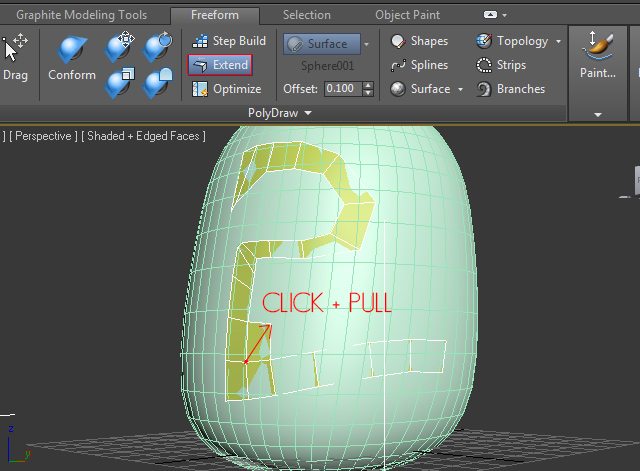 Graphite Modeling Tools Freeform Selection Object Paint
Drag
Conform
Step Build
Extend
Optimize
Surface
Sphere001
Offset: 0.100
Shapes
Splines
Surface
Topology
Strips
Branches
Paint...
PolyDraw
] [ Perspective ] [ Shaded + Edged Faces ]
CLICK + PULL
z
y